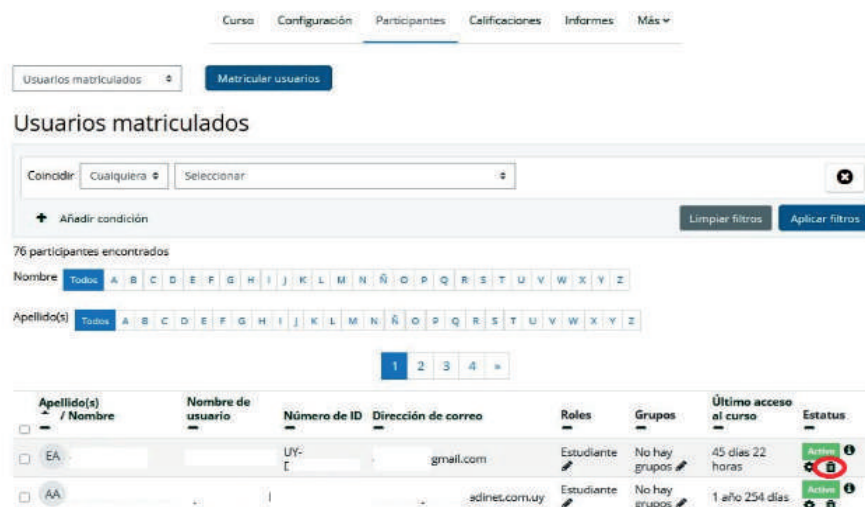 Curso Configuración Participantes Calificaciones Informes Más
Usuarios matriculados Matricular usuarios
Usuarios matriculados
Coincidir Cualquiera Seleccionar
Añadir condición Limpiar filtros Aplicar filtros
76 participantes encontrados
Nombre Todos A B C D E F G H I J K L M N Ñ O P Q R S T U V W X Y Z
Apellido(s) Todos A B C D E F G H I J K L M N Ñ O P Q R S T U V W X Y Z
1 2 3 4 »
Apellido(s) Nombre de Último acceso
/ Nombre usuario Número de ID Dirección de correo Roles Grupos al curso Estatus
EA UY- gmail.com Estudiante No hay 45 días 22 Activo
grupos horas
AA adinet.com.uy Estudiante No hay 1 año 254 días Activo
grupos